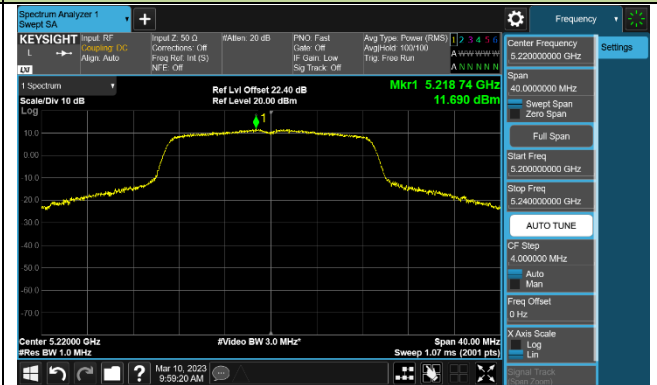 Spectrum Analyzer 1
Swept SA
Frequency
KEYSIGHT
Input: RF
Coupling: DC
Align: Auto
Input Z: 50 Ω
Corrections: Off
Freq Ref: Int (S)
NFE: Off
#Atten: 20 dB
PNO: Fast
Gate: Off
IF Gain: Low
Sig Track: Off
Avg Type: Power (RMS)
Avg|Hold: 100/100
Trig: Free Run
1 2 3 4 5 6
A W W W W W
A N N N N N
L
LXI
1 Spectrum
Scale/Div 10 dB
Log
Ref Lvl Offset 22.40 dB
Ref Level 20.00 dBm
Mkr1 5.218 74 GHz
11.690 dBm
1
10.0
0.00
-10.0
-20.0
-30.0
-40.0
-50.0
-60.0
-70.0
Center 5.22000 GHz
#Res BW 1.0 MHz
#Video BW 3.0 MHz*
Span 40.00 MHz
Sweep 1.07 ms (2001 pts)
Mar 10, 2023
9:59:20 AM
Center Frequency
5.220000000 GHz
Settings
Span
40.0000000 MHz
Swept Span
Zero Span
Full Span
Start Freq
5.200000000 GHz
Stop Freq
5.240000000 GHz
AUTO TUNE
CF Step
4.000000 MHz
Auto
Man
Freq Offset
0 Hz
X Axis Scale
Log
Lin
Signal Track
(Span Zoom)